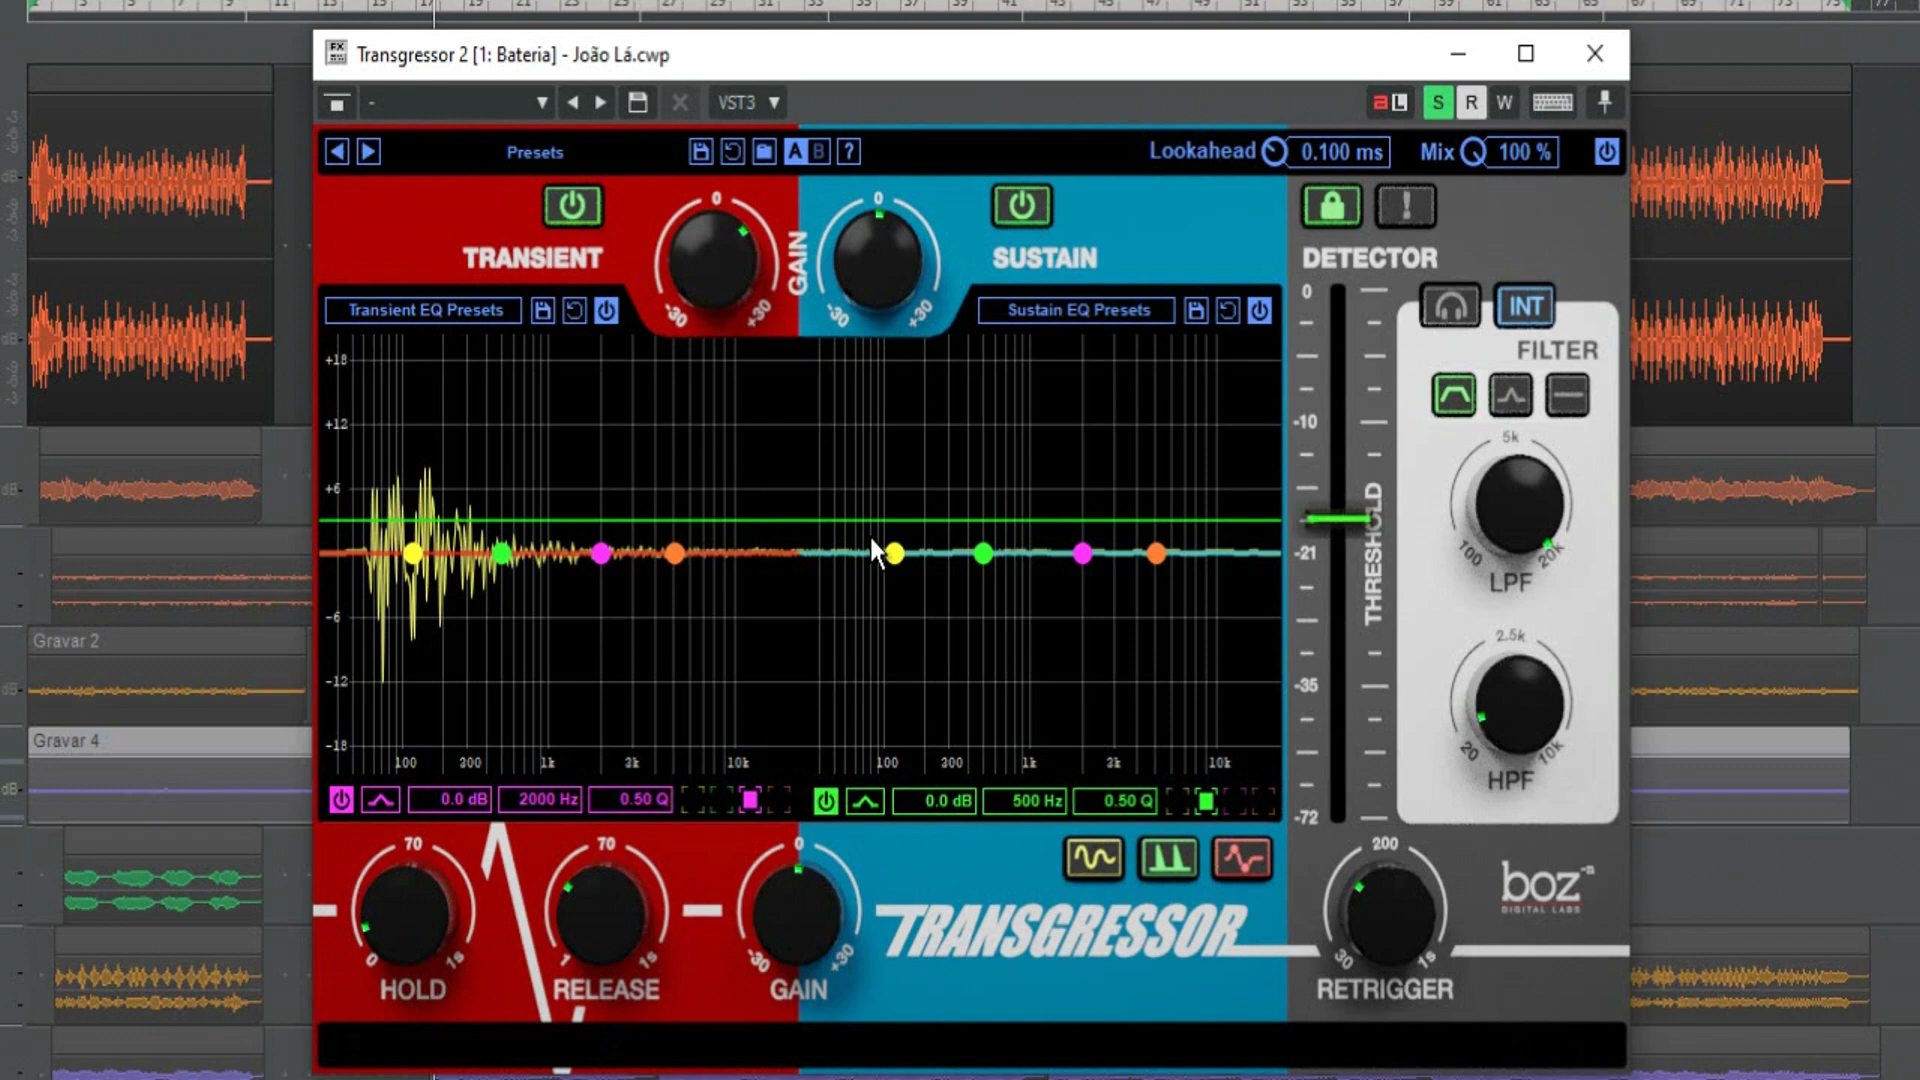 Transgressor 2 [1: Bateria] - João Lá.cwp
-
VST3
aL
S
R
W
Presets
A
B
?
Lookahead
0.100 ms
Mix
100 %
TRANSIENT
0
-30
+30
GAIN
0
-30
+30
SUSTAIN
DETECTOR
Transient EQ Presets
Sustain EQ Presets
INT
FILTER
+18
+12
+6
-6
-12
-18
100
300
1k
3k
10k
100
300
1k
3k
10k
0
-10
-21
-35
-72
THRESHOLD
5k
100
20k
LPF
2.5k
20
10k
HPF
0.0 dB
2000 Hz
0.50 Q
0.0 dB
500 Hz
0.50 Q
70
0
1s
HOLD
70
1
1s
RELEASE
0
-30
+30
GAIN
TRANSGRESSOR
200
30
1s
RETRIGGER
boz
DIGITAL LABS
Gravar 2
Gravar 4